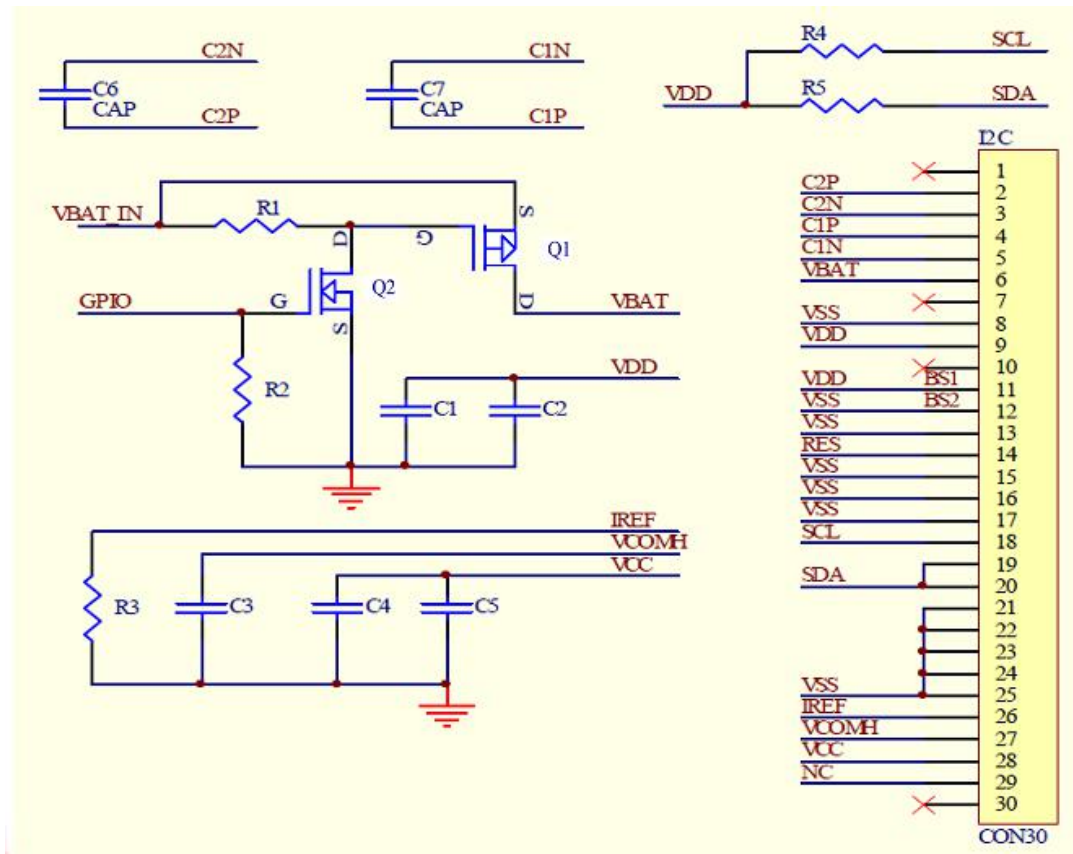 C2N
C6
CAP
C2P
C1N
C7
CAP
C1P
R4
SCL
VDD
R5
SDA
VBAT_IN
R1
S
D
G
Q1
Q2
GPIO
G
S
D
VBAT
R2
VDD
C1
C2
IREF
VCOMH
VCC
R3
C3
C4
C5
I2C
1
C2P 2
C2N 3
C1P 4
C1N 5
VBAT 6
7
VSS 8
VDD 9
10
VDD BS1 11
VSS BS2 12
VSS 13
RES 14
VSS 15
VSS 16
VSS 17
SCL 18
19
SDA 20
21
22
23
24
VSS 25
IREF 26
VCOMH 27
VCC 28
NC 29
30
CON30